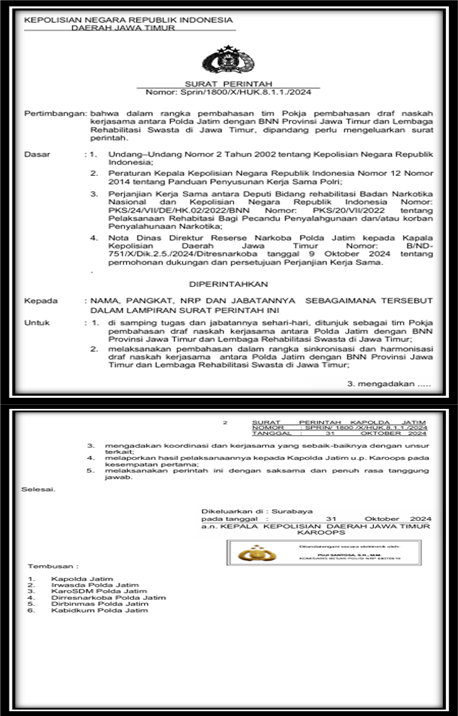 KEPOLISIAN NEGARA REPUBLIK INDONESIA
DAERAH JAWA TIMUR
SURAT PERINTAH
Nomor: Sprin/1800/X/HUK.8.1.1./2024
Pertimbangan: bahwa dalam rangka pembahasan tim Pokja pembahasan draf naskah
kerjasama antara Polda Jatim dengan BNN Provinsi Jawa Timur dan Lembaga
Rehabilitasi Swasta di Jawa Timur, dipandang perlu mengeluarkan surat
perintah.
Dasar : 1. Undang–Undang Nomor 2 Tahun 2002 tentang Kepolisian Negara Republik
Indonesia;
2. Peraturan Kepala Kepolisian Negara Republik Indonesia Nomor 12 Nomor
2014 tentang Panduan Penyusunan Kerja Sama Polri;
3. Perjanjian Kerja Sama antara Deputi Bidang rehabilitasi Badan Narkotika
Nasional dan Kepolisian Negara Republik Indonesia Nomor:
PKS/24/VII/DE/HK.02/2022/BNN Nomor: PKS/20/VII/2022 tentang
Pelaksanaan Rehabitasi Bagi Pecandu Penyalahgunaan dan/atau korban
Penyalahunaan Narkotika;
4. Nota Dinas Direktur Reserse Narkoba Polda Jatim kepada Kapala
Kepolisian Daerah Jawa Timur Nomor: B/ND-
751/X/Dik.2.5./2024/Ditresnarkoba tanggal 9 Oktober 2024 tentang
permohonan dukungan dan persetujuan Perjanjian Kerja Sama.
.
DIPERINTAHKAN
Kepada : NAMA, PANGKAT, NRP DAN JABATANNYA SEBAGAIMANA TERSEBUT
DALAM LAMPIRAN SURAT PERINTAH INI
Untuk : 1. di samping tugas dan jabatannya sehari-hari, ditunjuk sebagai tim Pokja
pembahasan draf naskah kerjasama antara Polda Jatim dengan BNN
Provinsi Jawa Timur dan Lembaga Rehabilitasi Swasta di Jawa Timur;
2. melaksanakan pembahasan dalam rangka sinkronisasi dan harmonisasi
draf naskah kerjasama antara Polda Jatim dengan BNN Provinsi Jawa
Timur dan Lembaga Rehabilitasi Swasta di Jawa Timur;
3. mengadakan .....
2 SURAT PERINTAH KAPOLDA JATIM
NOMOR : SPRIN/ 1800 /X/HUK.8.1.1./2024
TANGGAL : 31 OKTOBER 2024
3. mengadakan koordinasi dan kerjasama yang sebaik-baiknya dengan unsur
terkait;
4. melaporkan hasil pelaksanaannya kepada Kapolda Jatim u.p. Karoops pada
kesempatan pertama;
5. melaksanakan perintah ini dengan saksama dan penuh rasa tanggung
jawab.
Selesai.
Dikeluarkan di : Surabaya
pada tanggal : 31 Oktober 2024
a.n. KEPALA KEPOLISIAN DAERAH JAWA TIMUR
KAROOPS
Ditandatangani secara elektronik oleh:
Tembusan :
1. Kapolda Jatim
2. Irwasda Polda Jatim
3. KaroSDM Polda Jatim
4. Dirresnarkoba Polda Jatim
5. Dirbinmas Polda Jatim
6. Kabidkum Polda Jatim